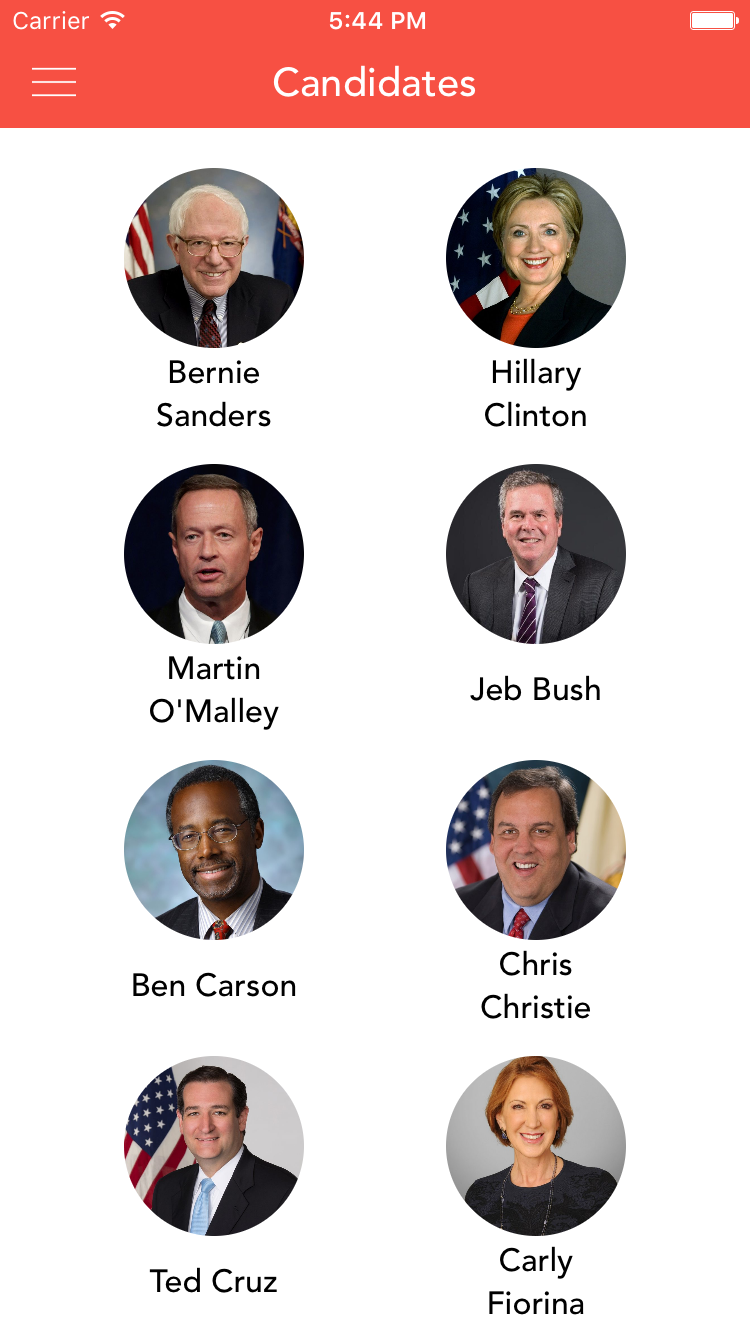 Carrier 5:44 PM
Candidates
Bernie
Sanders
Hillary
Clinton
Martin
O'Malley
Jeb Bush
Ben Carson
Chris
Christie
Ted Cruz
Carly
Fiorina